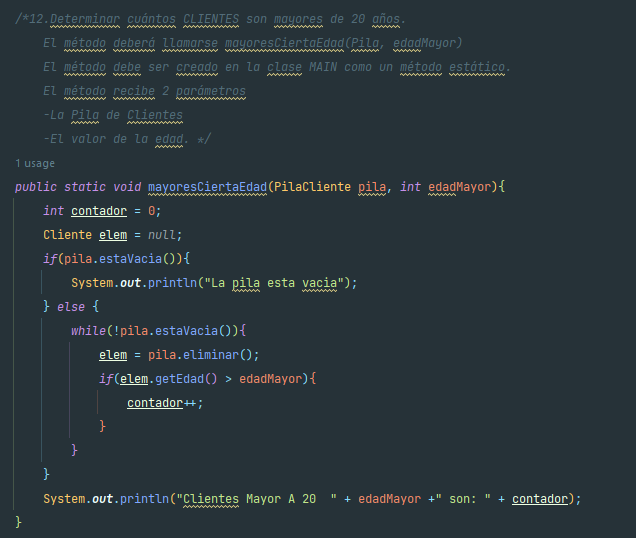 /*12.Determinar cuántos CLIENTES son mayores de 20 años.
El método deberá llamarse mayoresCiertaEdad(Pila, edadMayor)
El método debe ser creado en la clase MAIN como un método estático.
El método recibe 2 parámetros
-La Pila de Clientes
-El valor de la edad. */
1 usage
public static void mayoresCiertaEdad(PilaCliente pila, int edadMayor){
int contador = 0;
Cliente elem = null;
if(pila.estaVacia()){
System.out.println("La pila esta vacia");
} else {
while(!pila.estaVacia()){
elem = pila.eliminar();
if(elem.getEdad() > edadMayor){
contador++;
}
}
}
System.out.println("Clientes Mayor A 20  " + edadMayor +" son: " + contador);
}